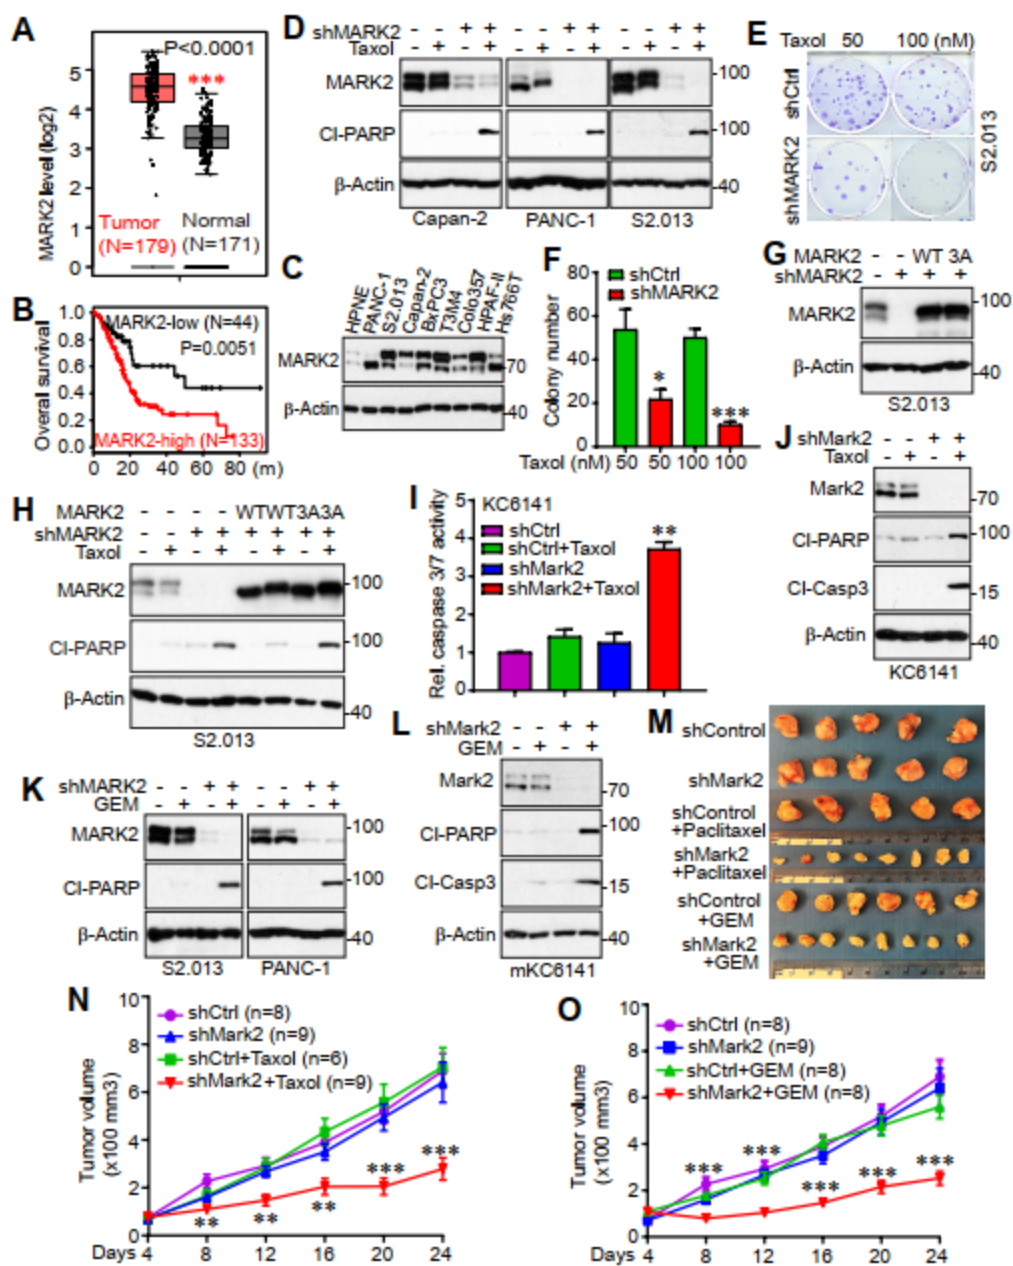 A
MARK2 level (log2)
5
4
3
2
1
0
P<0.0001
***
Tumor
(N=179)
Normal
(N=171)
B
Overal survival
1.0
0.8
0.6
0.4
0.2
0.0
MARK2-low (N=44)
P=0.0051
MARK2-high (N=133)
0 20 40 60 80 (m)
C
HPNE
PANC-1
S2.013
Capan-2
BxPC3
T3M4
Colo357
HPAF-II
Hs766T
MARK2
70
β-Actin
40
D
shMARK2 - - + + - - + + - - + +
Taxol - + - + - + - + - + - +
MARK2
100
Cl-PARP
100
β-Actin
40
Capan-2 PANC-1 S2.013
E
Taxol 50 100 (nM)
shCtrl
shMARK2
S2.013
F
Colony number
80
60
40
20
0
shCtrl
shMARK2
*
***
Taxol (nM) 50 50 100 100
G
MARK2 - - WT 3A
shMARK2 - + + +
MARK2
100
β-Actin
40
S2.013
H
MARK2 - - - - WT WT 3A 3A
shMARK2 - - + + + + + +
Taxol - + - + - + - +
MARK2
100
Cl-PARP
100
β-Actin
40
S2.013
I
Rel. caspase 3/7 activity
5
4
3
2
1
0
KC6141
shCtrl
shCtrl+Taxol
shMark2
shMark2+Taxol
**
J
shMark2 - - + +
Taxol - + - +
Mark2
70
Cl-PARP
100
Cl-Casp3
15
β-Actin
40
KC6141
K
shMARK2 - - + + - - + +
GEM - + - + - + - +
MARK2
100
Cl-PARP
100
β-Actin
40
S2.013 PANC-1
L
shMark2 - - + +
GEM - + - +
Mark2
70
Cl-PARP
100
Cl-Casp3
15
β-Actin
40
mKC6141
M
shControl
shMark2
shControl
+Paclitaxel
shMark2
+Paclitaxel
shControl
+GEM
shMark2
+GEM
N
Tumor volume
(x100 mm3)
10
8
6
4
2
0
shCtrl (n=8)
shMark2 (n=9)
shCtrl+Taxol (n=6)
shMark2+Taxol (n=9)
**
**
**
***
***
Days 4 8 12 16 20 24
O
Tumor volume
(x100 mm3)
10
8
6
4
2
0
shCtrl (n=8)
shMark2 (n=9)
shCtrl+GEM (n=8)
shMark2+GEM (n=8)
***
***
***
***
***
Days 4 8 12 16 20 24